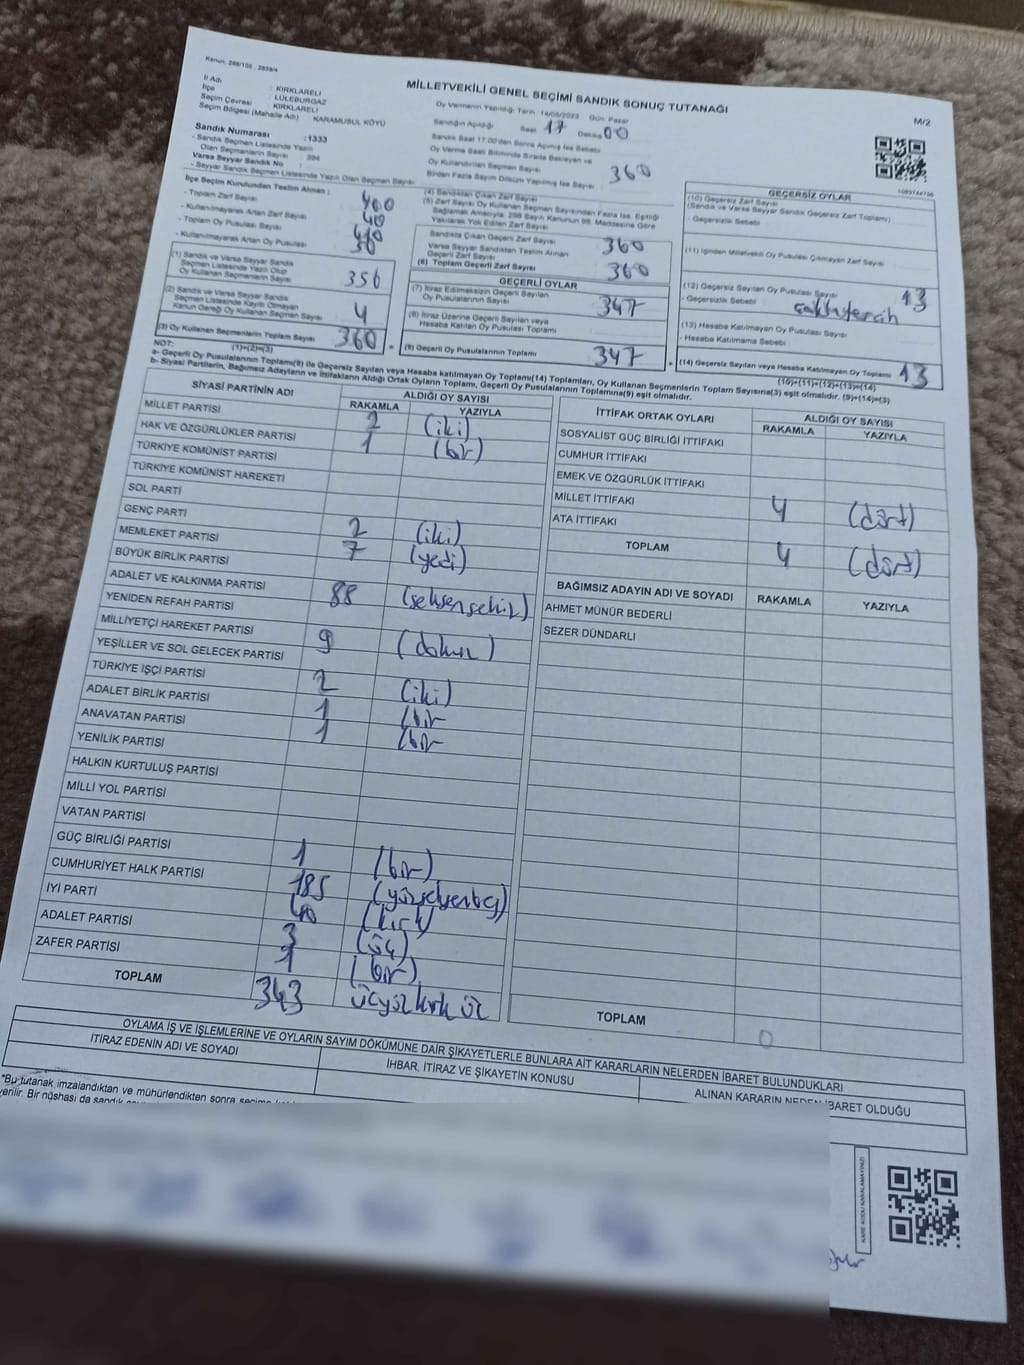 Kanun: 298/105, 2839/4
MİLLETVEKİLİ GENEL SEÇİMİ SANDIK SONUÇ TUTANAĞI
M/2
İl Adı : KIRKLARELİ
İlçe : LÜLEBURGAZ
Seçim Çevresi : KIRKLARELİ
Seçim Bölgesi (Mahalle Adı) : KARAMUSUL KÖYÜ
Oy Vermenin Yapıldığı Tarih : 14/05/2023 Gün: Pazar
Sandığın Açıldığı Saat 17 Dakika 00
Sandık Saat 17.00'den Sonra Açılmış İse Sebebi
Oy Verme Saati Bitiminde Sırada Bekleyen ve
Oy Kullandırılan Seçmen Sayısı
Birden Fazla Sayım Döküm Yapılmış İse Sayısı :
Sandık Numarası : 1333
- Sandık Seçmen Listesinde Yazılı
Olan Seçmenlerin Sayısı : 394
Varsa Seyyar Sandık No :
- Seyyar Sandık Seçmen Listesinde Yazılı Olan Seçmen Sayısı:
İlçe Seçim Kurulundan Teslim Alınan :
- Toplam Zarf Sayısı 400
- Kullanılmayarak Artan Zarf Sayısı 40
- Toplam Oy Pusulası Sayısı 410
- Kullanılmayarak Artan Oy Pusulası 50
(1) Sandık ve Varsa Seyyar Sandık
Seçmen Listesinde Yazılı Olup
Oy Kullanan Seçmenlerin Sayısı 356
(2) Sandık ve Varsa Seyyar Sandık
Seçmen Listesinde Kayıtlı Olmayan
Kanun Gereği Oy Kullanan Seçmen Sayısı 4
(3) Oy Kullanan Seçmenlerin Toplam Sayısı 360
(1)+(2)=(3)
(4) Sandıktan Çıkan Zarf Sayısı 360
(5) Zarf Sayısı Oy Kullanan Seçmen Sayısından Fazla İse, Eşitliği
Sağlamak Amacıyla, 298 Sayılı Kanunun 98. Maddesine Göre
Yakılarak Yok Edilen Zarf Sayısı
Sandıkta Çıkan Geçerli Zarf Sayısı 360
Varsa Seyyar Sandıktan Teslim Alınan
Geçerli Zarf Sayısı
(6) Toplam Geçerli Zarf Sayısı 360
GEÇERLİ OYLAR
(7) İtiraz Edilmeksizin Geçerli Sayılan
Oy Pusulalarının Sayısı 347
(8) İtiraz Üzerine Geçerli Sayılan veya
Hesaba Katılan Oy Pusulası Toplamı
(9) Geçerli Oy Pusulalarının Toplamı 347
GEÇERSİZ OYLAR
(10) Geçersiz Zarf Sayısı
(Sandık ve Varsa Seyyar Sandık Geçersiz Zarf Toplamı)
- Geçersizlik Sebebi
(11) İçinden Milletvekili Oy Pusulası Çıkmayan Zarf Sayısı
(12) Geçersiz Sayılan Oy Pusulası Sayısı 13
- Geçersizlik Sebebi : çoklutercih
(13) Hesaba Katılmayan Oy Pusulası Sayısı
- Hesaba Katılmama Sebebi :
(14) Geçersiz Sayılan veya Hesaba Katılmayan Oy Toplamı 13
(10)+(11)+(12)+(13)=(14)
NOT:
a- Geçerli Oy Pusulalarının Toplamı(9) ile Geçersiz Sayılan veya Hesaba katılmayan Oy Toplamı(14) Toplamları, Oy Kullanan Seçmenlerin Toplam Sayısına(3) eşit olmalıdır. (9)+(14)=(3)
b- Siyasi Partilerin, Bağımsız Adayların ve İttifakların Aldığı Ortak Oyların Toplamı, Geçerli Oy Pusulalarının Toplamına(9) eşit olmalıdır.
SİYASİ PARTİNİN ADI
ALDIĞI OY SAYISI
RAKAMLA YAZIYLA
MİLLET PARTİSİ 2 (iki)
HAK VE ÖZGÜRLÜKLER PARTİSİ 1 (bir)
TÜRKİYE KOMÜNİST PARTİSİ
TÜRKİYE KOMÜNİST HAREKETİ
SOL PARTİ
GENÇ PARTİ
MEMLEKET PARTİSİ 2 (iki)
BÜYÜK BİRLİK PARTİSİ 7 (yedi)
ADALET VE KALKINMA PARTİSİ 88 (seksensekiz)
YENİDEN REFAH PARTİSİ
MİLLİYETÇİ HAREKET PARTİSİ 9 (dokuz)
YEŞİLLER VE SOL GELECEK PARTİSİ
TÜRKİYE İŞÇİ PARTİSİ 2 (iki)
ADALET BİRLİK PARTİSİ 1 (bir
ANAVATAN PARTİSİ 1 (bir
YENİLİK PARTİSİ
HALKIN KURTULUŞ PARTİSİ
MİLLİ YOL PARTİSİ
VATAN PARTİSİ
GÜÇ BİRLİĞİ PARTİSİ 1 (bir)
CUMHURİYET HALK PARTİSİ 185 (yüzseksenbeş)
İYİ PARTİ 40 (kırk)
ADALET PARTİSİ 3 (üç)
ZAFER PARTİSİ 1 (bir)
TOPLAM 343 üçyüz kırk üç
İTTİFAK ORTAK OYLARI
ALDIĞI OY SAYISI
RAKAMLA YAZIYLA
SOSYALİST GÜÇ BİRLİĞİ İTTİFAKI
CUMHUR İTTİFAKI
EMEK VE ÖZGÜRLÜK İTTİFAKI
MİLLET İTTİFAKI 4 (dört)
ATA İTTİFAKI
TOPLAM 4 (dört)
BAĞIMSIZ ADAYIN ADI VE SOYADI RAKAMLA YAZIYLA
AHMET MÜNÜR BEDERLİ
SEZER DÜNDARLI
TOPLAM 0
OYLAMA İŞ VE İŞLEMLERİNE VE OYLARIN SAYIM DÖKÜMÜNE DAİR ŞİKAYETLERLE BUNLARA AİT KARARLARIN NELERDEN İBARET BULUNDUKLARI
İTİRAZ EDENİN ADI VE SOYADI
İHBAR, İTİRAZ VE ŞİKAYETİN KONUSU
ALINAN KARARIN NEDEN İBARET OLDUĞU
*Bu tutanak imzalandıktan ve mühürlendikten sonra
verilir. Bir nüshası da sandık
KARE KODU KARALAMAYINIZ!